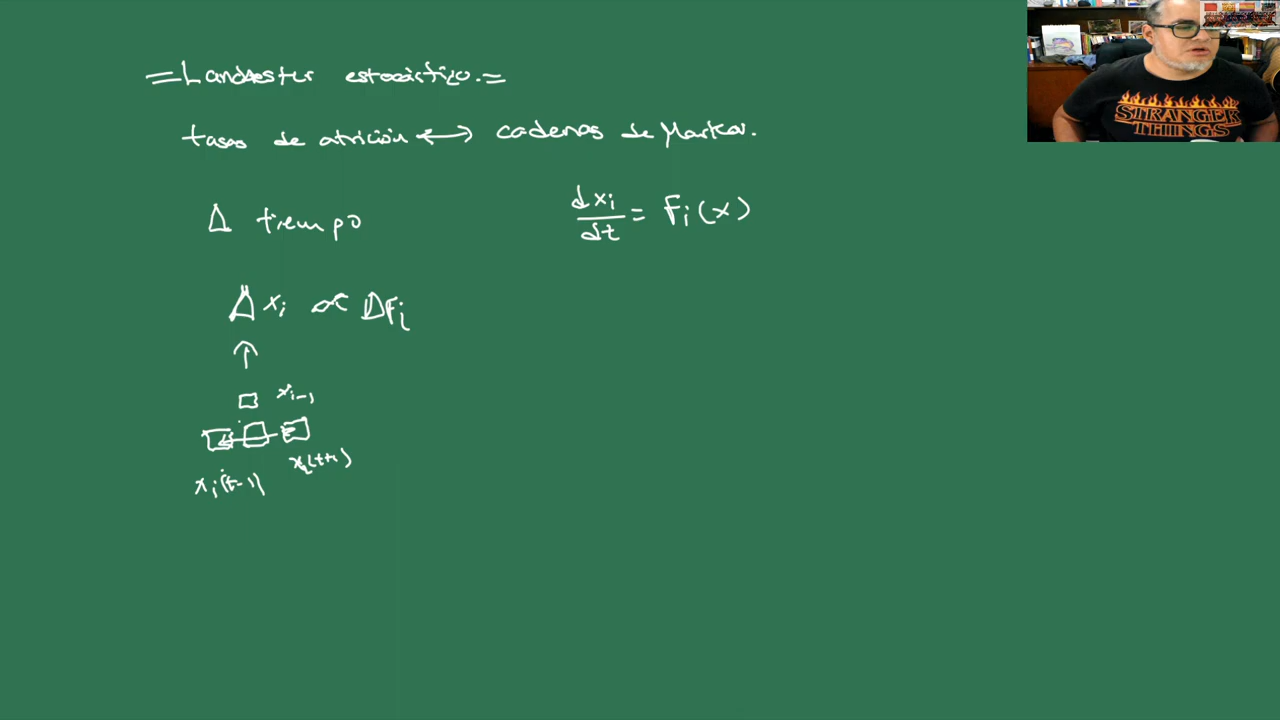 = Lanchester estocástico. =
tasas de atrición ⟷ cadenas de Markov.
Δ tiempo
dxᵢ/dt = Fᵢ(x)
Δxᵢ ∝ ΔFᵢ
↑
xᵢ₋₁
xᵢ(t+1)
xᵢ(t-1)
STRANGER
THINGS